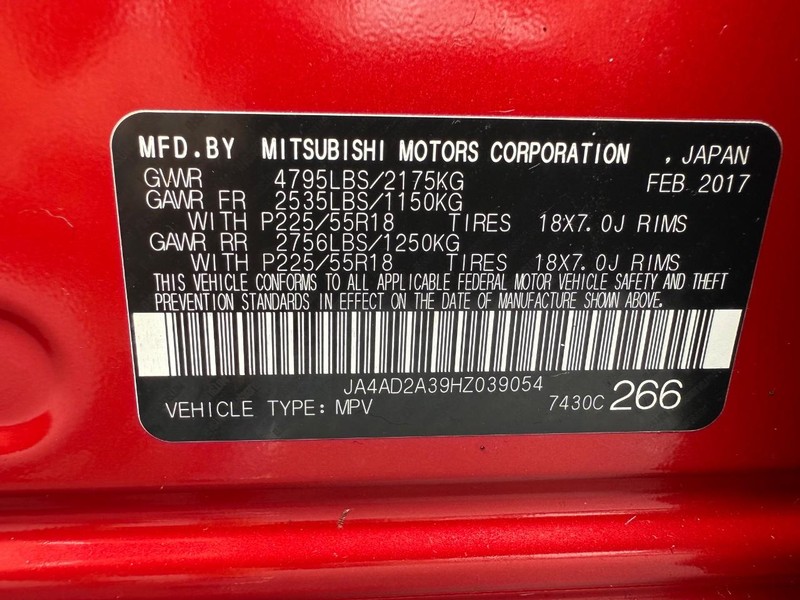 MFD.BY MITSUBISHI MOTORS CORPORATION , JAPAN
GVWR 4795LBS/2175KG FEB 2017
GAWR FR 2535LBS/1150KG
WITH P225/55R18 TIRES 18X7.0J RIMS
GAWR RR 2756LBS/1250KG
WITH P225/55R18 TIRES 18X7.0J RIMS
THIS VEHICLE CONFORMS TO ALL APPLICABLE FEDERAL MOTOR VEHICLE SAFETY AND THEFT
PREVENTION STANDARDS IN EFFECT ON THE DATE OF MANUFACTURE SHOWN ABOVE.
JA4AD2A39HZ039054
VEHICLE TYPE: MPV 7430C 266